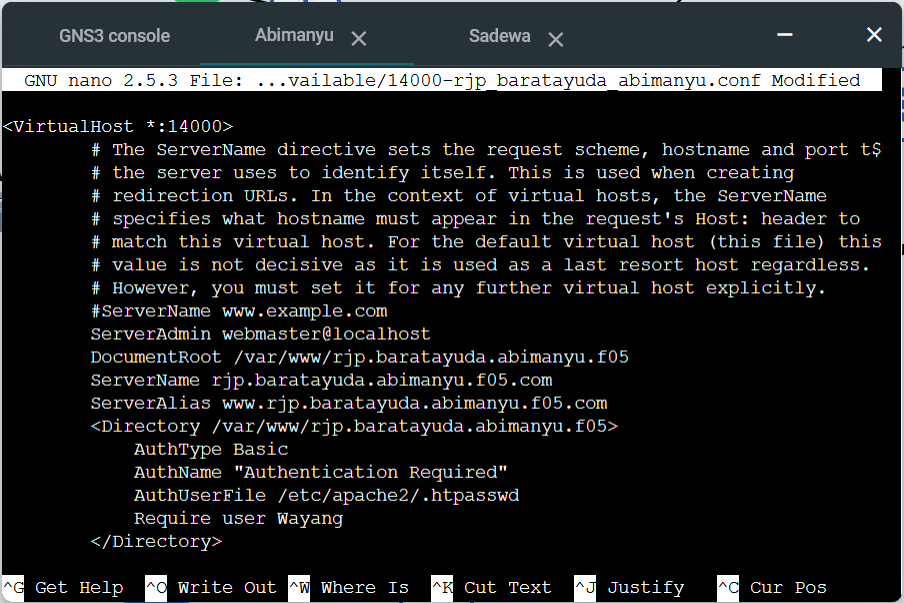 GNS3 console Abimanyu Sadewa
GNU nano 2.5.3 File: ...vailable/14000-rjp_baratayuda_abimanyu.conf Modified
<VirtualHost *:14000>
# The ServerName directive sets the request scheme, hostname and port t$
# the server uses to identify itself. This is used when creating
# redirection URLs. In the context of virtual hosts, the ServerName
# specifies what hostname must appear in the request's Host: header to
# match this virtual host. For the default virtual host (this file) this
# value is not decisive as it is used as a last resort host regardless.
# However, you must set it for any further virtual host explicitly.
#ServerName www.example.com
ServerAdmin webmaster@localhost
DocumentRoot /var/www/rjp.baratayuda.abimanyu.f05
ServerName rjp.baratayuda.abimanyu.f05.com
ServerAlias www.rjp.baratayuda.abimanyu.f05.com
<Directory /var/www/rjp.baratayuda.abimanyu.f05>
AuthType Basic
AuthName "Authentication Required"
AuthUserFile /etc/apache2/.htpasswd
Require user Wayang
</Directory>
^G Get Help ^O Write Out ^W Where Is ^K Cut Text ^J Justify ^C Cur Pos